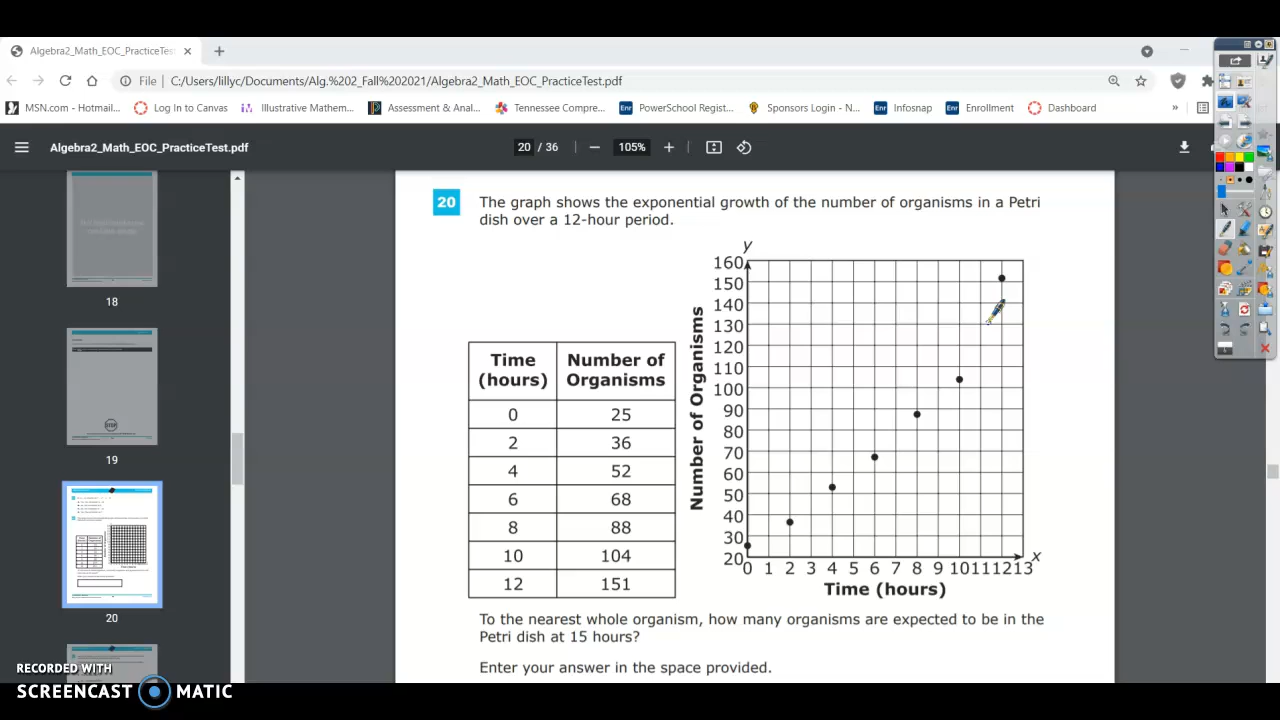 Algebra2_Math_EOC_PracticeTest
File
C:/Users/lillyc/Documents/Alg.%202_Fall%202021/Algebra2_Math_EOC_PracticeTest.pdf
MSN.com - Hotmail...
Log In to Canvas
Illustrative Mathem...
Assessment & Anal...
Tennessee Compre...
Enr
PowerSchool Regist...
Sponsors Login - N...
Enr
Infosnap
Enr
Enrollment
Dashboard
»
Algebra2_Math_EOC_PracticeTest.pdf
20 / 36
105%
18
STOP
19
20
20
The graph shows the exponential growth of the number of organisms in a Petri
dish over a 12-hour period.
Time (hours) Number of Organisms
0 25
2 36
4 52
6 68
8 88
10 104
12 151
y
160
150
140
130
120
110
100
90
80
70
60
50
40
30
20
Number of Organisms
0 1 2 3 4 5 6 7 8 9 10 11 12 13
x
Time (hours)
To the nearest whole organism, how many organisms are expected to be in the
Petri dish at 15 hours?
Enter your answer in the space provided.
RECORDED WITH
SCREENCAST MATIC